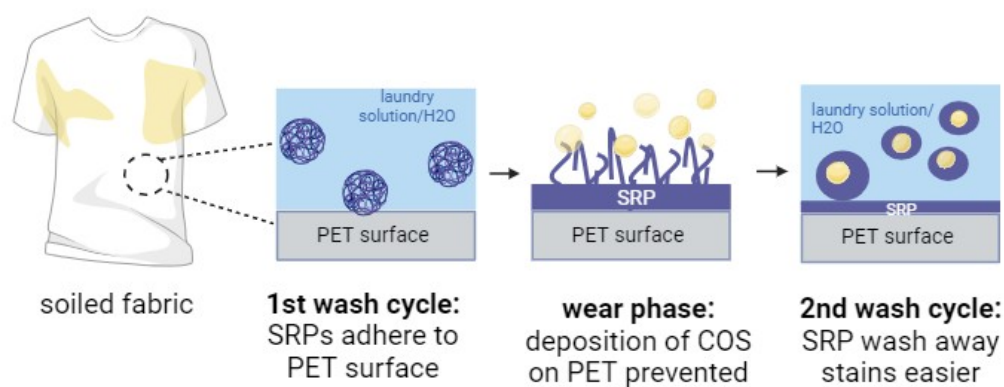 laundry
solution/H2O
PET surface
SRP
PET surface
laundry solution/
H2O
SRP
PET surface
soiled fabric
1st wash cycle:
SRPs adhere to
PET surface
wear phase:
deposition of COS
on PET prevented
2nd wash cycle:
SRP wash away
stains easier